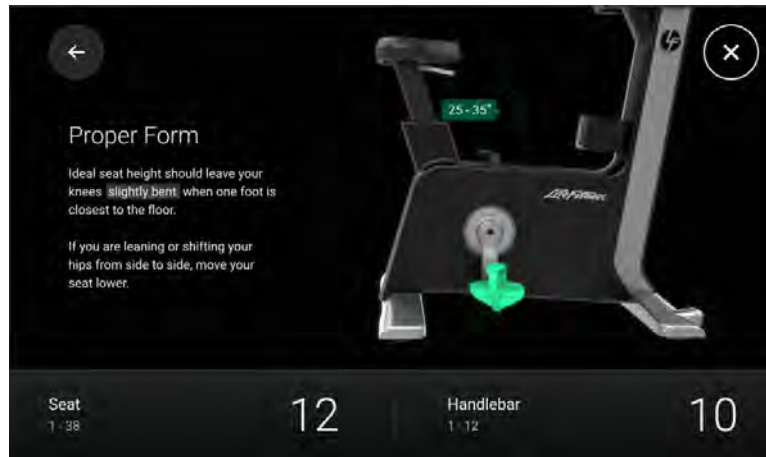 Proper Form
Ideal seat height should leave your
knees slightly bent when one foot is
closest to the floor.
If you are leaning or shifting your
hips from side to side, move your
seat lower.
25 - 35°
LifeFitness
LF
Seat
1 - 38
12
Handlebar
1 - 12
10